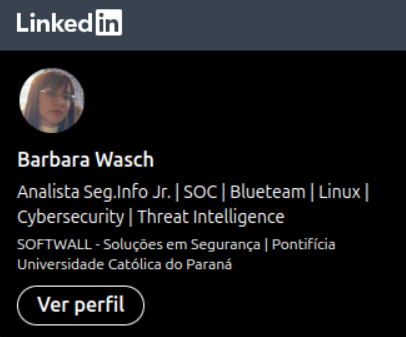 Linkedin
Barbara Wasch
Analista Seg.Info Jr. | SOC | Blueteam | Linux |
Cybersecurity | Threat Intelligence
SOFTWALL - Soluções em Segurança | Pontifícia
Universidade Católica do Paraná
Ver perfil